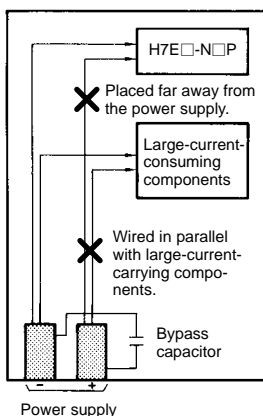 H7E□-N□P
Placed far away from
the power supply.
Large-current-
consuming
components
Wired in parallel
with large-current-
carrying compo-
nents.
Bypass
capacitor
− +
Power supply